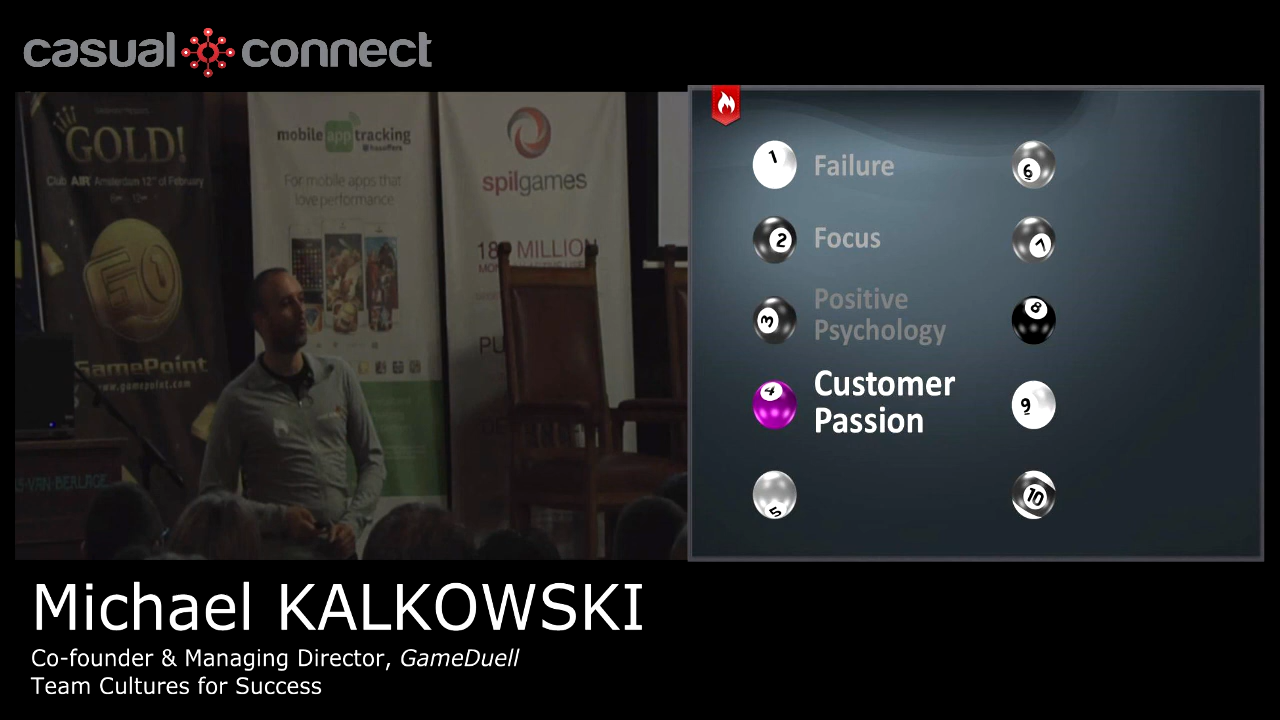 casual connect
GOLD!
Club AIR Amsterdam 12th of February
GamePoint
www.gamepoint.com
mobile app tracking
For mobile apps that
love performance
spilgames
MILLION
PU
1 Failure
6
2 Focus
7
3 Positive
Psychology
8
4 Customer
Passion
9
5
10
Michael KALKOWSKI
Co-founder & Managing Director, GameDuell
Team Cultures for Success